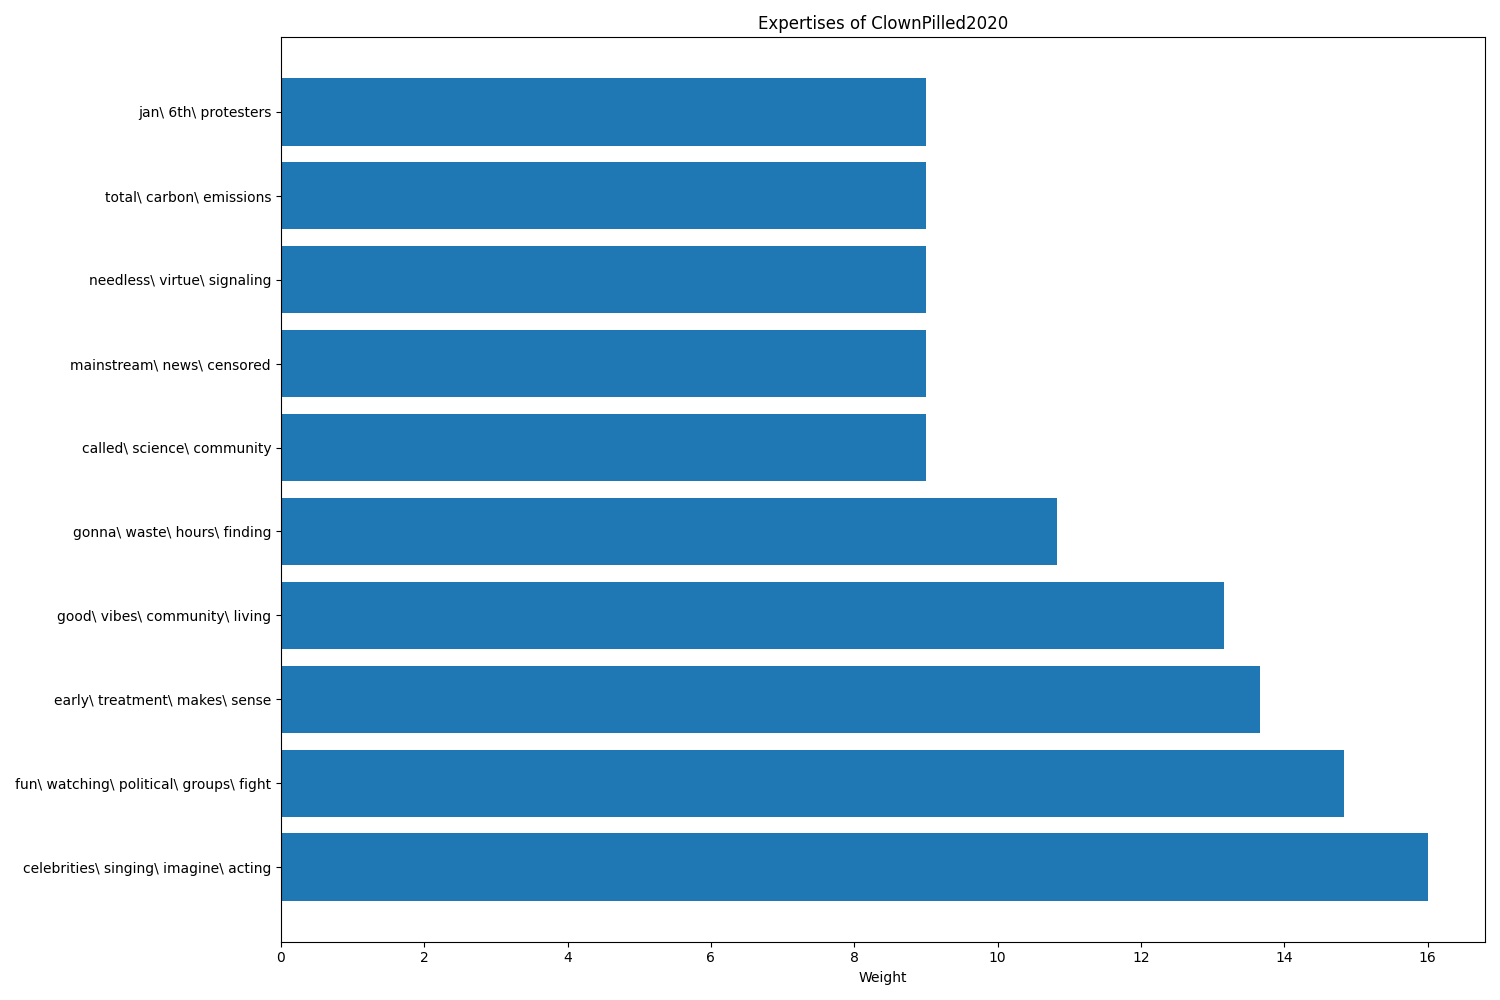 Expertises of ClownPilled2020
jan\ 6th\ protesters
total\ carbon\ emissions
needless\ virtue\ signaling
mainstream\ news\ censored
called\ science\ community
gonna\ waste\ hours\ finding
good\ vibes\ community\ living
early\ treatment\ makes\ sense
fun\ watching\ political\ groups\ fight
celebrities\ singing\ imagine\ acting
0 2 4 6 8 10 12 14 16
Weight